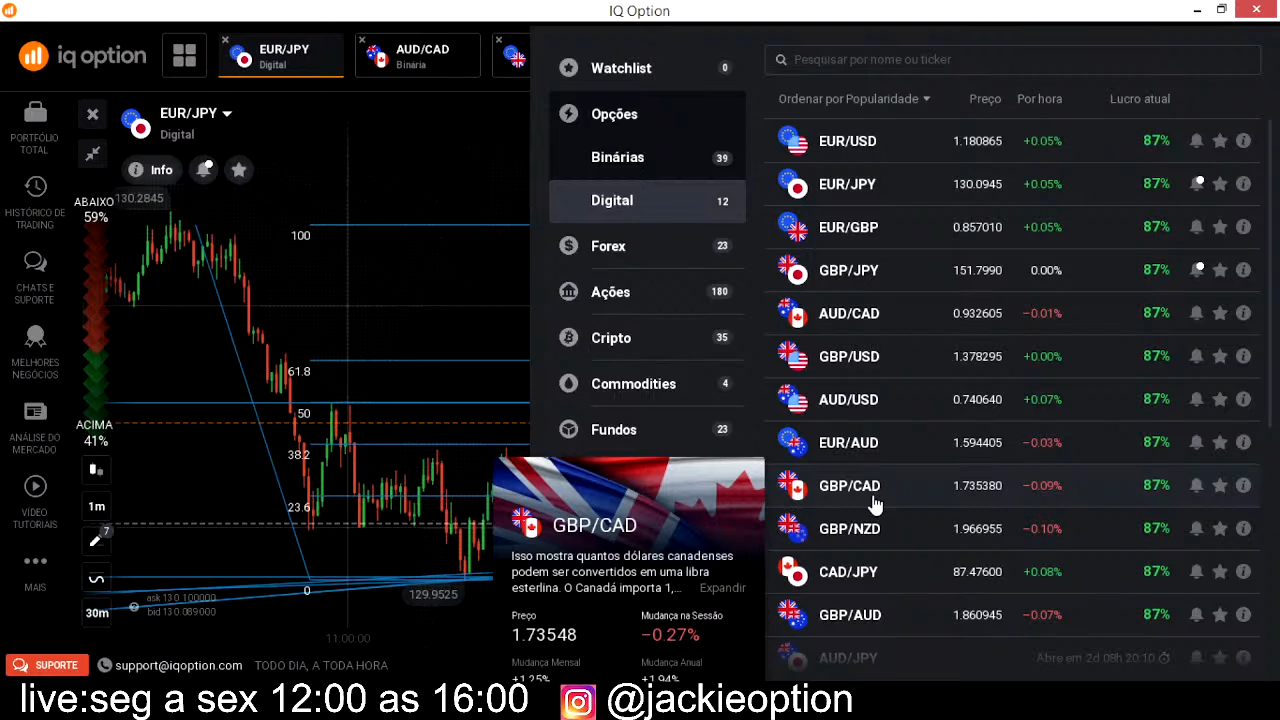 IQ Option
iq option
EUR/JPY
Digital
AUD/CAD
Binária
PORTFÓLIO
TOTAL
HISTÓRICO DE
TRADING
CHATS E
SUPORTE
MELHORES
NEGÓCIOS
ANÁLISE DO
MERCADO
VÍDEO
TUTORIAIS
MAIS
EUR/JPY
Digital
Info
130.2845
ABAIXO
59%
ACIMA
41%
1m
7
30m
100
61.8
50
38.2
23.6
0
129.9525
ask 130.100000
bid 130.089000
11:00:00
Watchlist 0
Opções
Binárias 39
Digital 12
Forex 23
Ações 180
Cripto 35
Commodities 4
Fundos 23
GBP/CAD
Isso mostra quantos dólares canadenses
podem ser convertidos em uma libra
esterlina. O Canadá importa 1,... Expandir
Preço Mudança na Sessão
1.73548 −0.27%
Mudança Mensal Mudança Anual
+1.25% +1.94%
Pesquisar por nome ou ticker
Ordenar por Popularidade Preço Por hora Lucro atual
EUR/USD 1.180865 +0.05% 87%
EUR/JPY 130.0945 +0.05% 87%
EUR/GBP 0.857010 +0.05% 87%
GBP/JPY 151.7990 0.00% 87%
AUD/CAD 0.932605 −0.01% 87%
GBP/USD 1.378295 +0.00% 87%
AUD/USD 0.740640 +0.07% 87%
EUR/AUD 1.594405 −0.03% 87%
GBP/CAD 1.735380 −0.09% 87%
GBP/NZD 1.966955 −0.10% 87%
CAD/JPY 87.47600 +0.08% 87%
GBP/AUD 1.860945 −0.07% 87%
AUD/JPY Abre em 2d 08h 20:10
SUPORTE
support@iqoption.com TODO DIA, A TODA HORA
live:seg a sex 12:00 as 16:00 @jackieoption